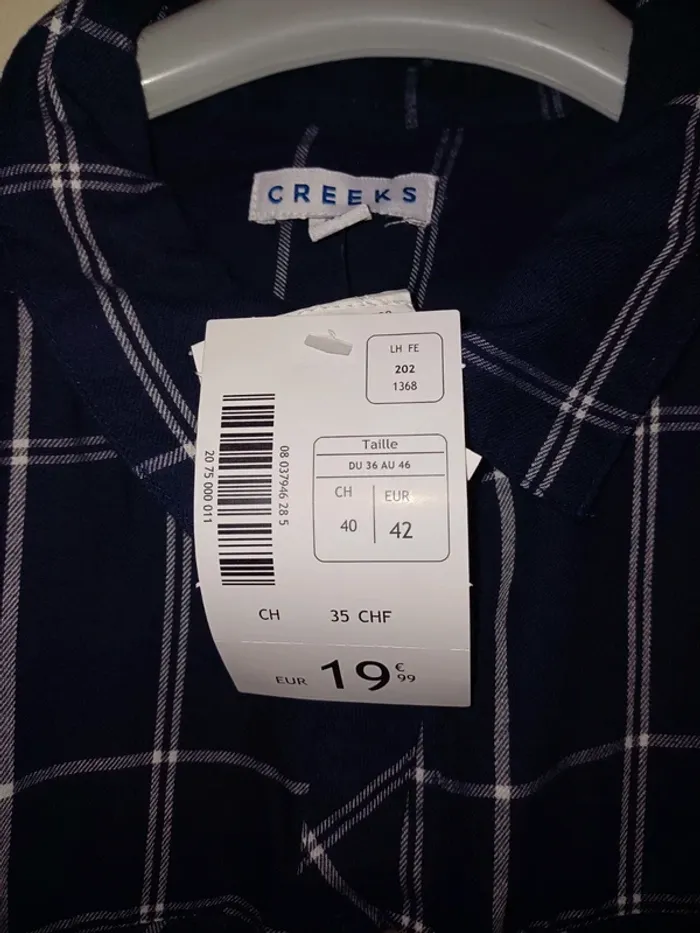 CREEKS
LH FE
202
1368
Taille
DU 36 AU 46
CH
EUR
40
42
08 037946 28 5
20 75 000 011
CH 35 CHF
EUR 19 €99